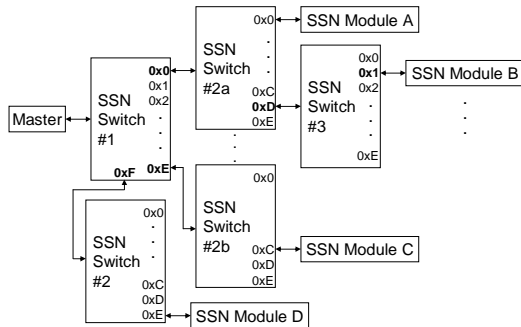 Master
SSN
Switch
#1
0x0
0x1
0x2
0xE
0xF
SSN
Switch
#2a
0x0
0xC
0xD
0xE
SSN Module A
SSN
Switch
#3
0x0
0x1
0x2
0xE
SSN Module B
SSN
Switch
#2b
0x0
0xC
0xD
0xE
SSN Module C
SSN
Switch
#2
0x0
0xC
0xD
0xE
SSN Module D